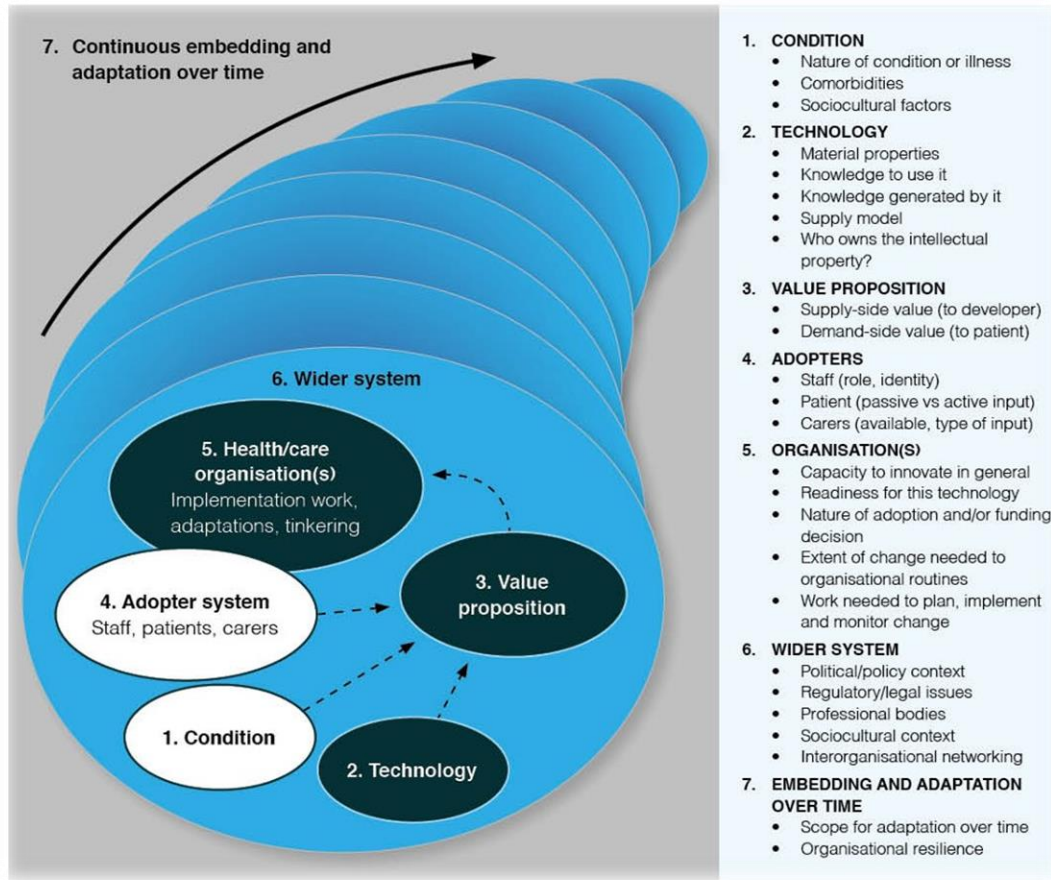 7. Continuous embedding and
adaptation over time
6. Wider system
5. Health/care
organisation(s)
Implementation work,
adaptations, tinkering
4. Adopter system
Staff, patients, carers
3. Value
proposition
1. Condition
2. Technology
1. CONDITION
• Nature of condition or illness
• Comorbidities
• Sociocultural factors
2. TECHNOLOGY
• Material properties
• Knowledge to use it
• Knowledge generated by it
• Supply model
• Who owns the intellectual
property?
3. VALUE PROPOSITION
• Supply-side value (to developer)
• Demand-side value (to patient)
4. ADOPTERS
• Staff (role, identity)
• Patient (passive vs active input)
• Carers (available, type of input)
5. ORGANISATION(S)
• Capacity to innovate in general
• Readiness for this technology
• Nature of adoption and/or funding
decision
• Extent of change needed to
organisational routines
• Work needed to plan, implement
and monitor change
6. WIDER SYSTEM
• Political/policy context
• Regulatory/legal issues
• Professional bodies
• Sociocultural context
• Interorganisational networking
7. EMBEDDING AND ADAPTATION
OVER TIME
• Scope for adaptation over time
• Organisational resilience